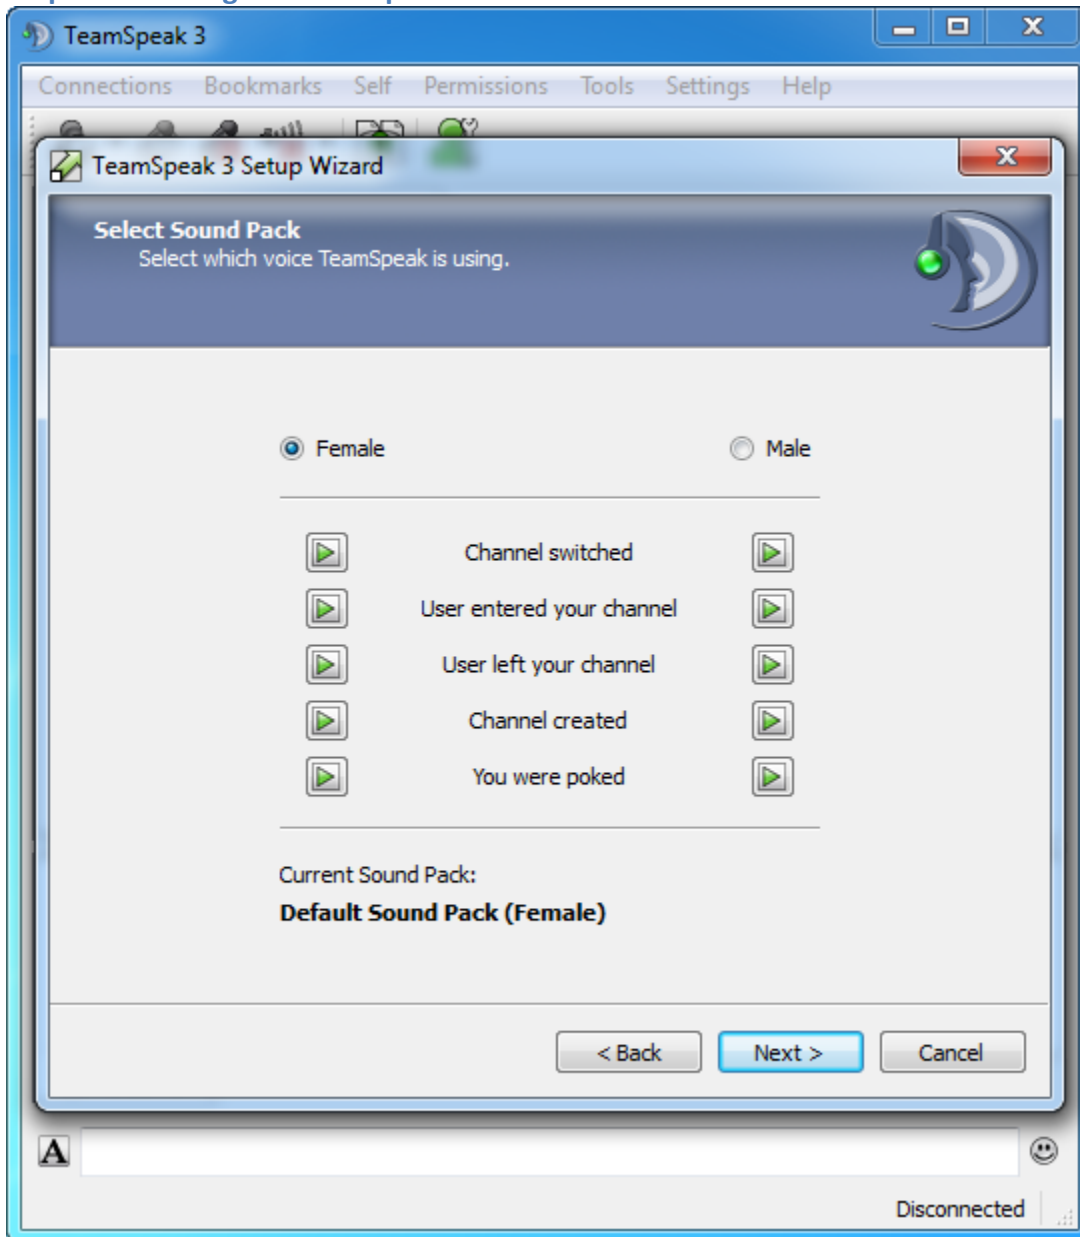 TeamSpeak 3
Connections Bookmarks Self Permissions Tools Settings Help
TeamSpeak 3 Setup Wizard
Select Sound Pack
Select which voice TeamSpeak is using.
Female Male
Channel switched
User entered your channel
User left your channel
Channel created
You were poked
Current Sound Pack:
Default Sound Pack (Female)
< Back Next > Cancel
A
Disconnected